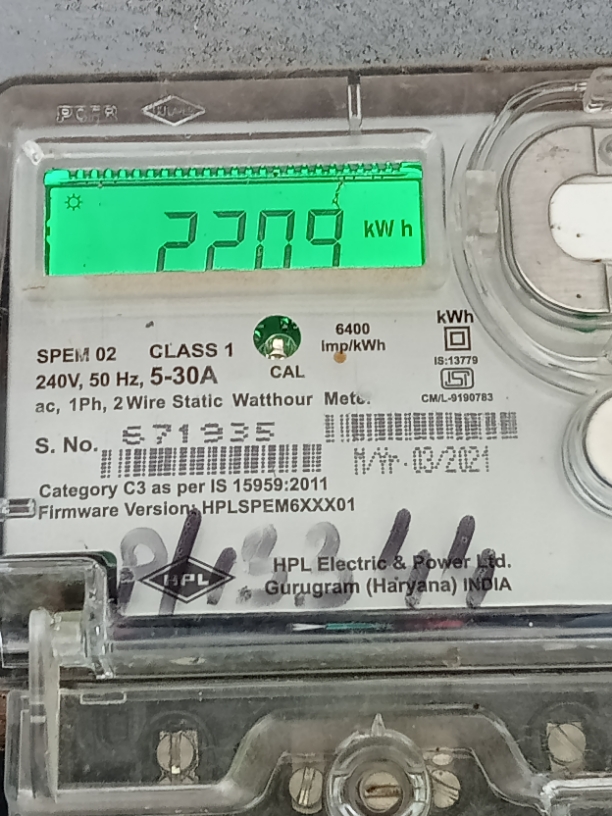 2209 kW h
6400
Imp/kWh
kWh
IS:13779
CM/L-9190783
SPEM 02 CLASS 1
CAL
240V, 50 Hz, 5-30A
ac, 1Ph, 2 Wire Static Watthour Meter.
S. No. 671935
M/Yr. 03/2021
Category C3 as per IS 15959:2011
Firmware Version: HPLSPEM6XXX01
HPL
HPL Electric & Power Ltd.
Gurugram (Haryana) INDIA